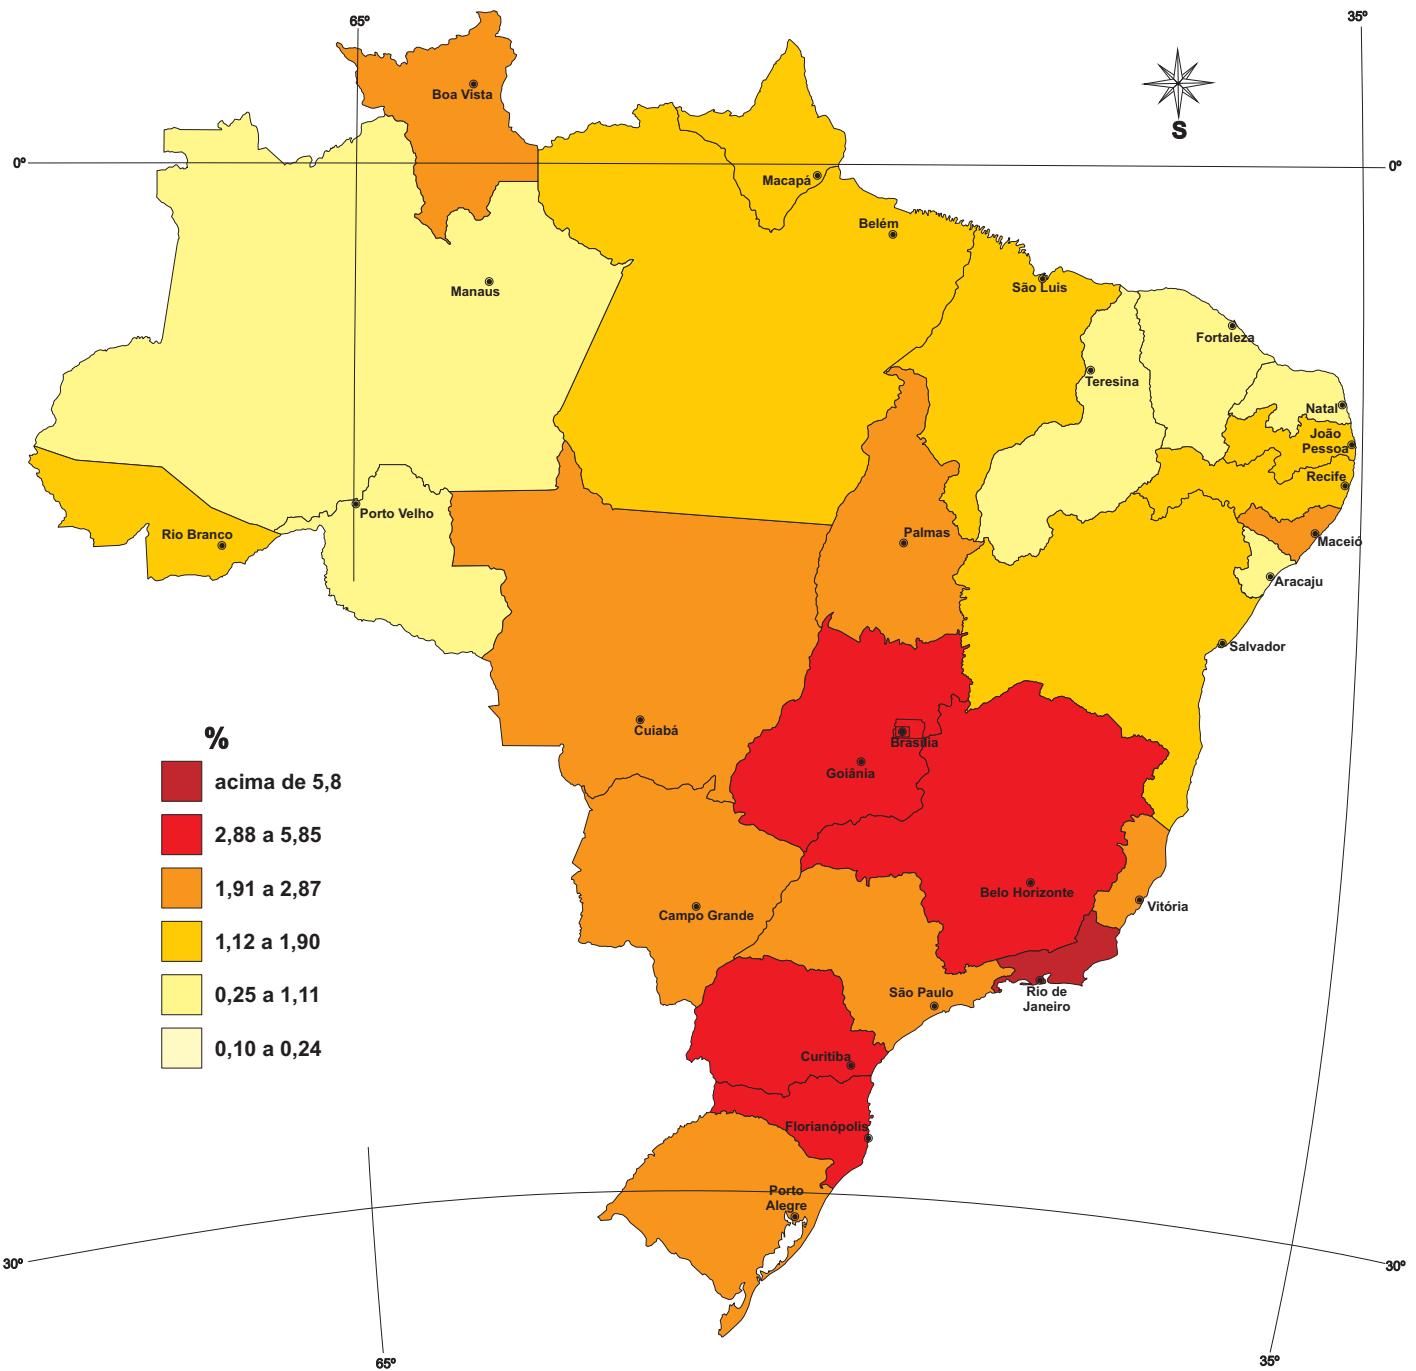 65º
35º
Boa Vista
S
0º
0º
Macapá
Belém
São Luis
Manaus
Fortaleza
Teresina
Natal
João
Pessoa
Recife
Porto Velho
Rio Branco
Palmas
Maceió
Aracaju
Salvador
Cuiabá
Brasília
Goiânia
%
acima de 5,8
2,88 a 5,85
1,91 a 2,87
1,12 a 1,90
0,25 a 1,11
0,10 a 0,24
Belo Horizonte
Vitória
Campo Grande
São Paulo
Rio de
Janeiro
Curitiba
Florianópolis
Porto
Alegre
30º
30º
65º
35º